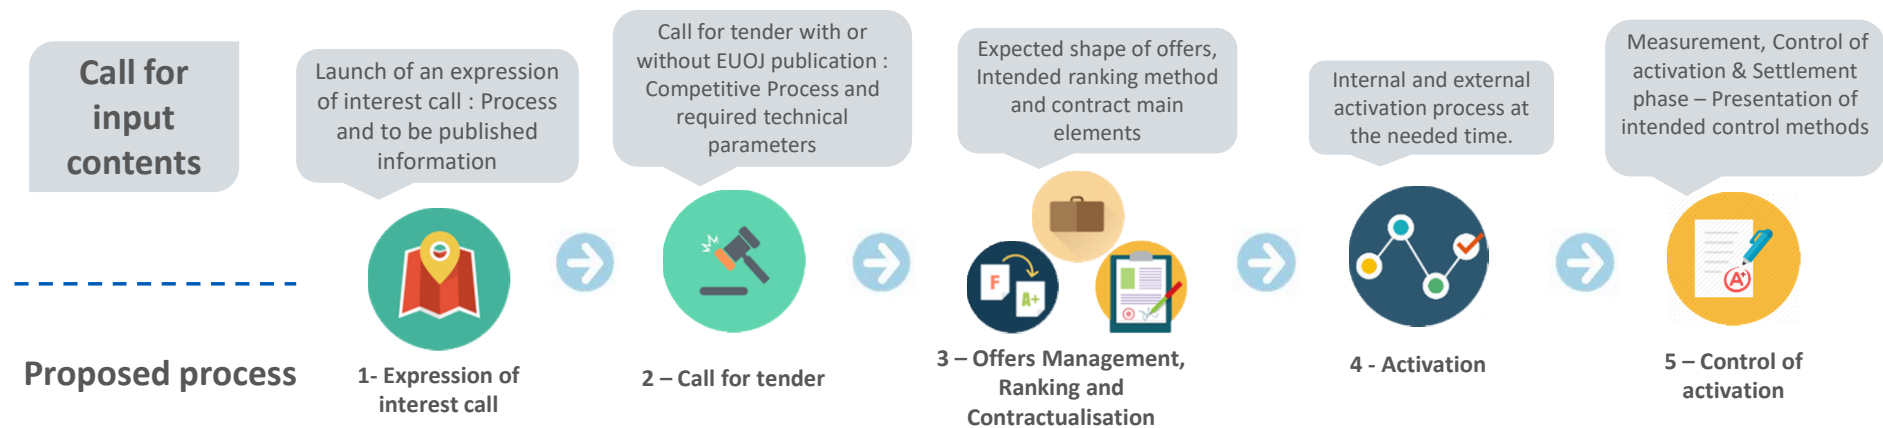 Call for
input
contents
Launch of an expression
of interest call : Process
and to be published
information
Call for tender with or
without EUOJ publication :
Competitive Process and
required technical
parameters
Expected shape of offers,
Intended ranking method
and contract main
elements
Internal and external
activation process at
the needed time.
Measurement, Control of
activation & Settlement
phase – Presentation of
intended control methods
F
A+
A+
Proposed process
1- Expression of
interest call
2 – Call for tender
3 – Offers Management,
Ranking and
Contractualisation
4 - Activation
5 – Control of
activation